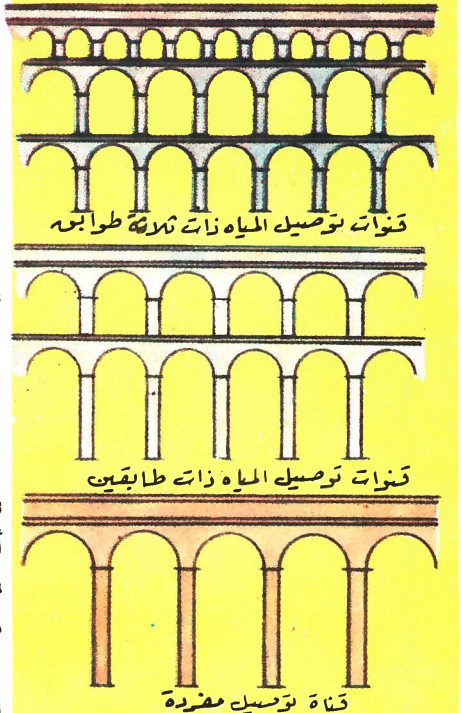 قنوات توصيل المياه ذات ثلاثة طوابق
قنوات توصيل المياه ذات طابقين
قناة توصيل مفردة